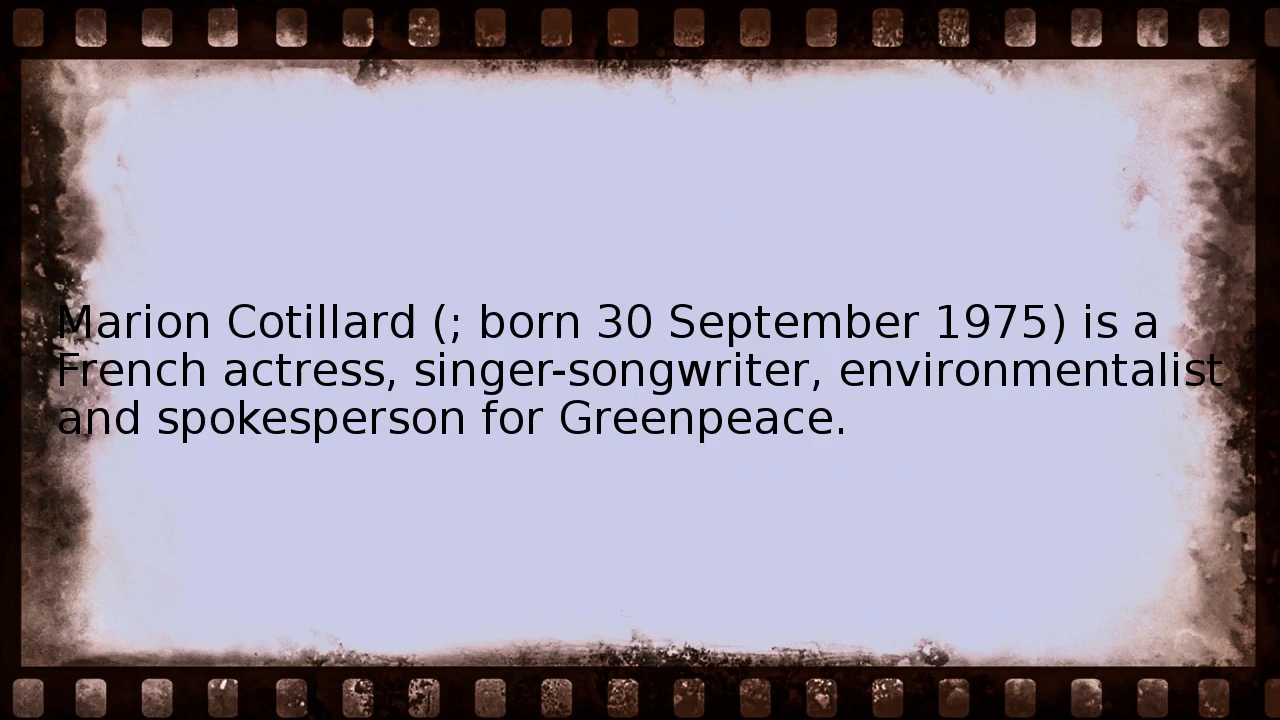 Marion Cotillard (; born 30 September 1975) is a
French actress, singer-songwriter, environmentalist
and spokesperson for Greenpeace.